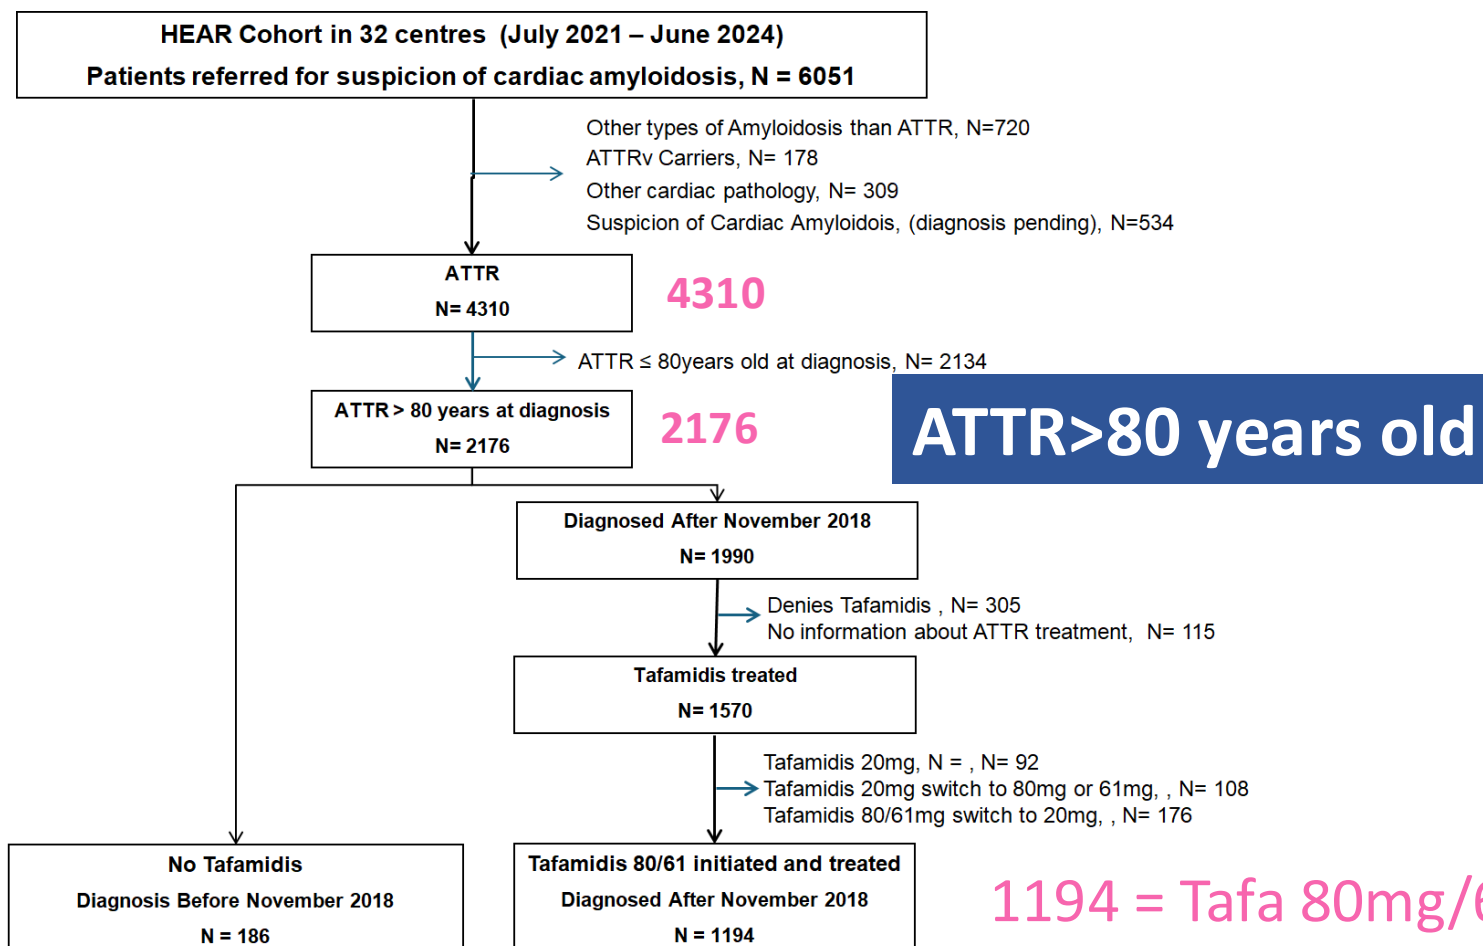 HEAR Cohort in 32 centres (July 2021 – June 2024)
Patients referred for suspicion of cardiac amyloidosis, N = 6051
Other types of Amyloidosis than ATTR, N=720
ATTRv Carriers, N= 178
Other cardiac pathology, N= 309
Suspicion of Cardiac Amyloidois, (diagnosis pending), N=534
ATTR
N= 4310
4310
ATTR ≤ 80years old at diagnosis, N= 2134
ATTR > 80 years at diagnosis
N= 2176
2176
ATTR>80 years old
Diagnosed After November 2018
N= 1990
Denies Tafamidis , N= 305
No information about ATTR treatment, N= 115
Tafamidis treated
N= 1570
Tafamidis 20mg, N = , N= 92
Tafamidis 20mg switch to 80mg or 61mg, , N= 108
Tafamidis 80/61mg switch to 20mg, , N= 176
No Tafamidis
Diagnosis Before November 2018
N = 186
Tafamidis 80/61 initiated and treated
Diagnosed After November 2018
N = 1194
1194 = Tafa 80mg/6